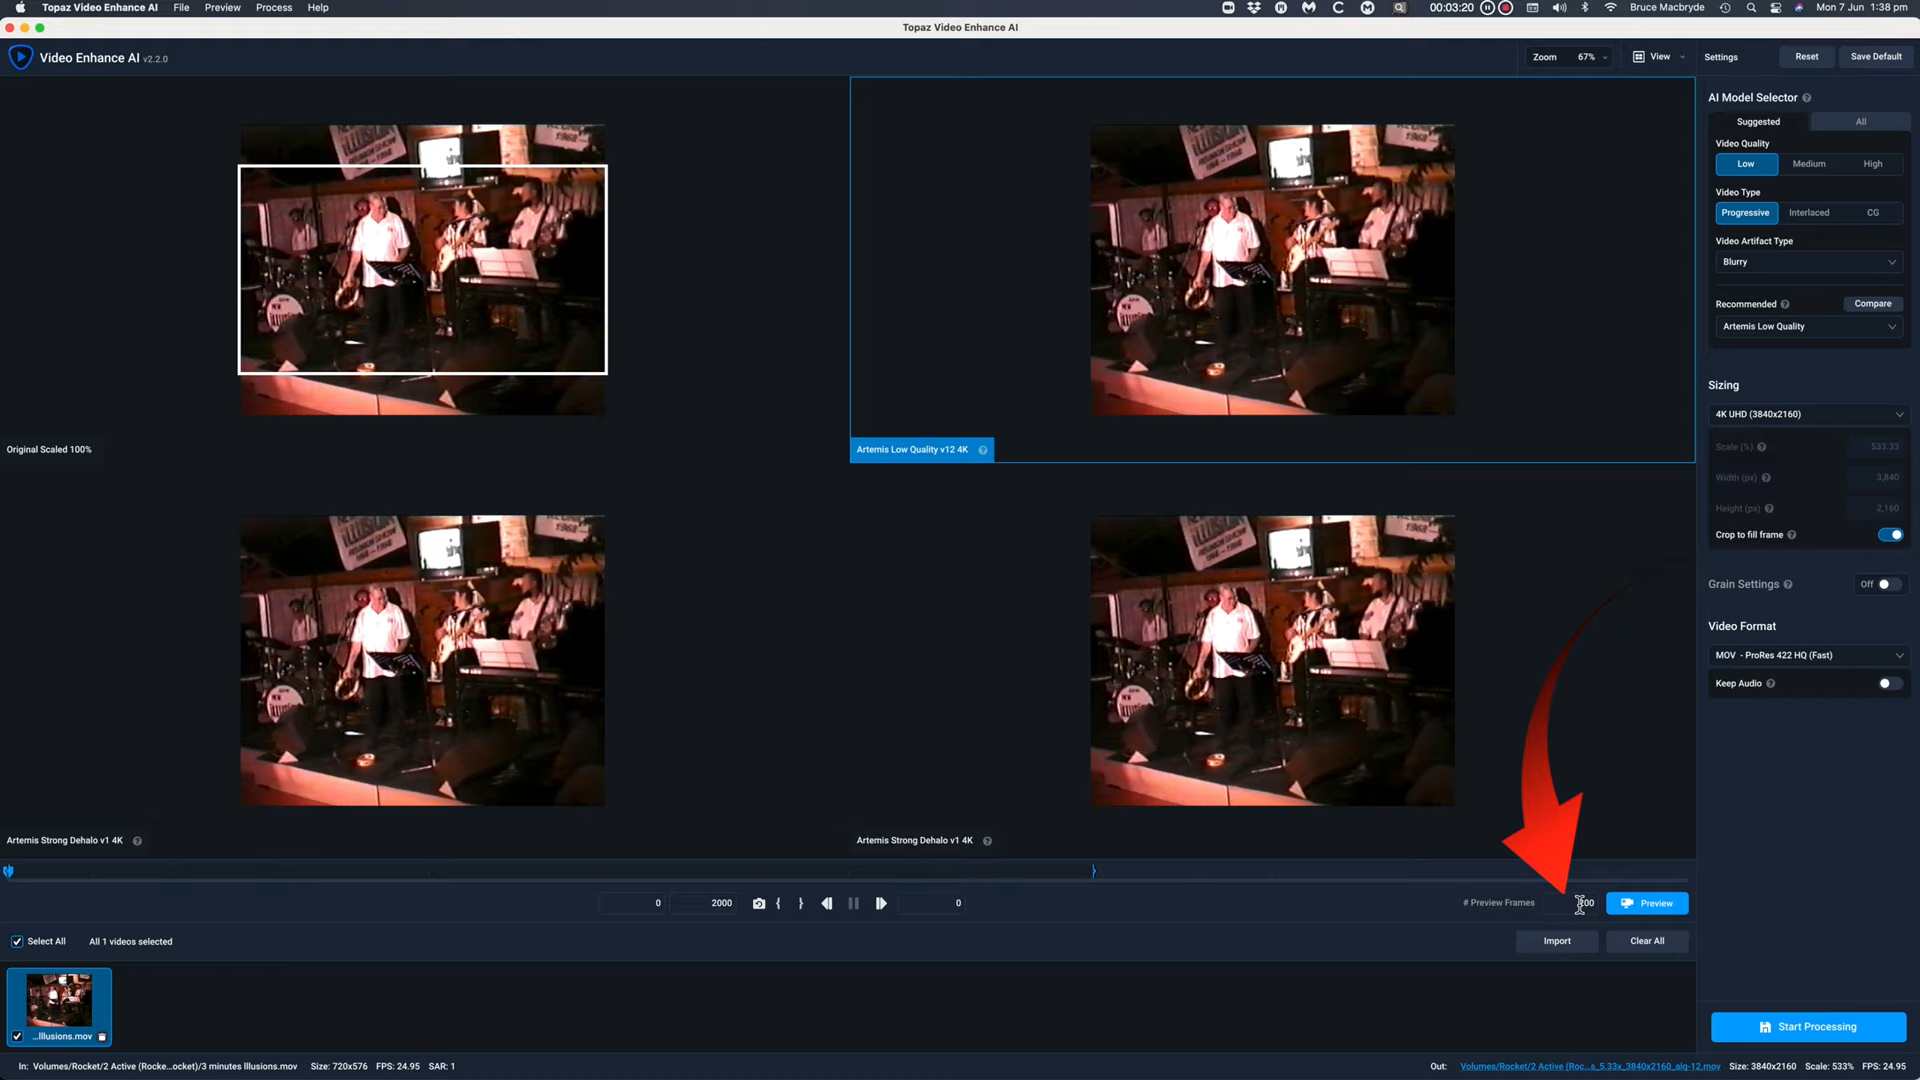 Topaz Video Enhance AI File Preview Process Help 00:03:20 Bruce Macbryde Mon 7 Jun 1:38 pm
Topaz Video Enhance AI
Video Enhance AI v2.2.0 Zoom 67% View Settings Reset Save Default
AI Model Selector
Suggested All
Video Quality
Low Medium High
Video Type
Progressive Interlaced CG
Video Artifact Type
Blurry
Recommended Compare
Artemis Low Quality
Sizing
4K UHD (3840x2160)
Scale (%) 533.33
Width (px) 3,840
Height (px) 2,160
Crop to fill frame
Grain Settings Off
Video Format
MOV - ProRes 422 HQ (Fast)
Keep Audio
ILLUSION
REUNION SHOW
1968
Original Scaled 100% Artemis Low Quality v12 4K
Artemis Strong Dehalo v1 4K Artemis Strong Dehalo v1 4K
0 2000 { } 0 # Preview Frames Preview
Select All All 1 videos selected Import Clear All
...Illusions.mov
Start Processing
In: Volumes/Rocket/2 Active (Rocke...ocket)/3 minutes Illusions.mov Size: 720x576 FPS: 24.95 SAR: 1 Out: Volumes/Rocket/2 Active (Roc...s_5.33x_3840x2160_alq-12.mov Size: 3840x2160 Scale: 533% FPS: 24.95